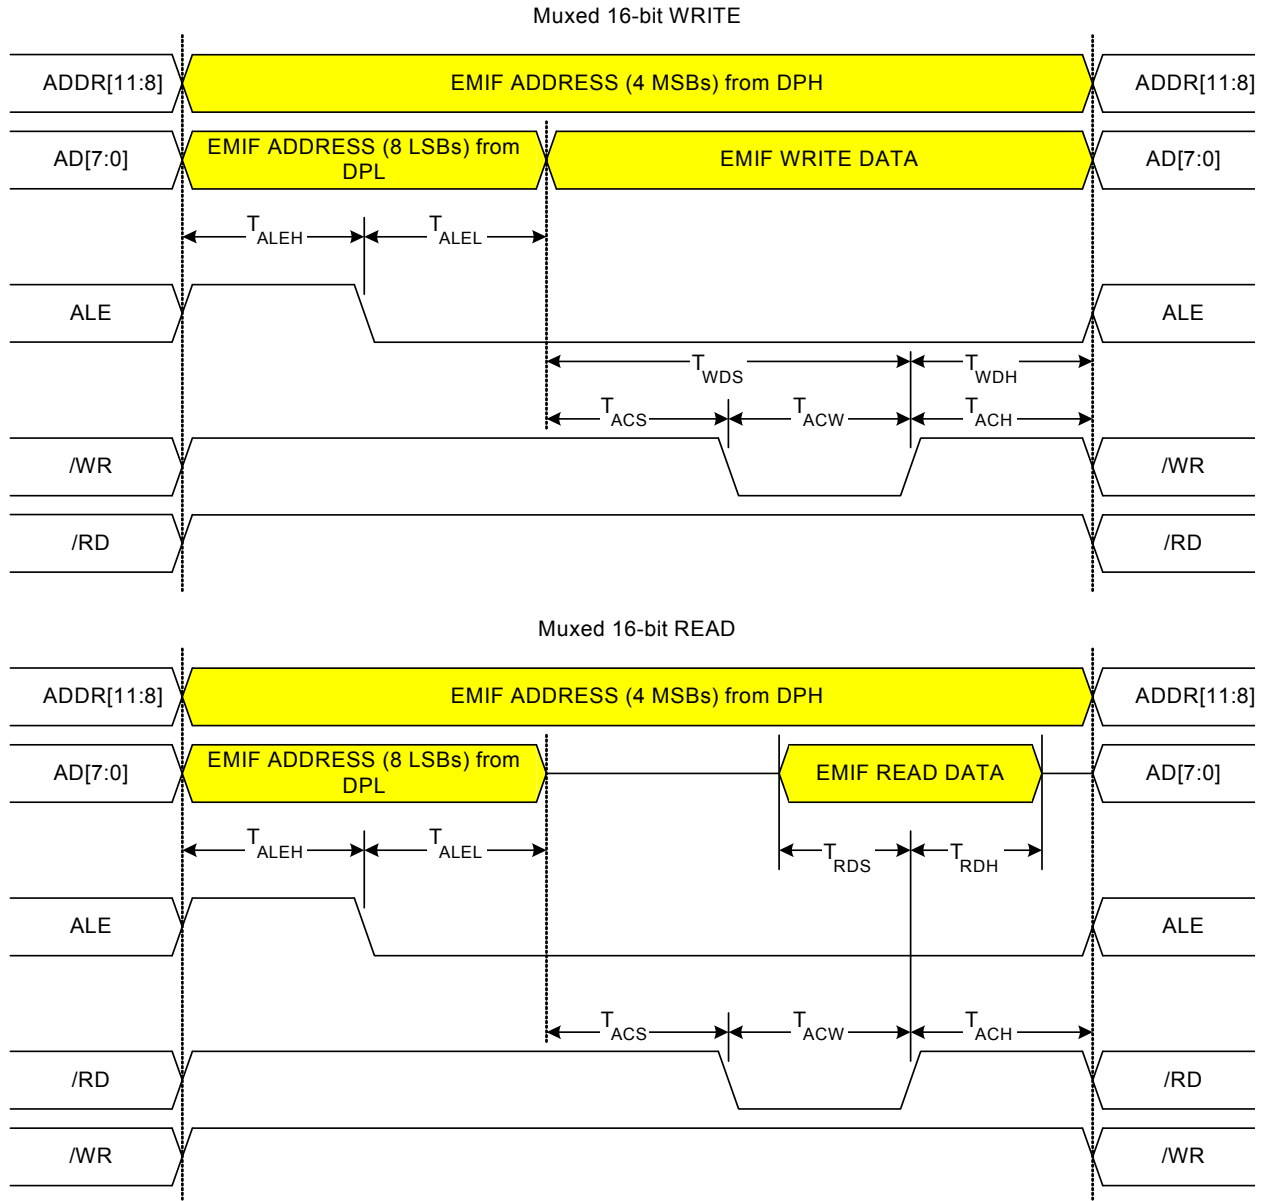 Muxed 16-bit WRITE
ADDR[11:8] EMIF ADDRESS (4 MSBs) from DPH ADDR[11:8]
AD[7:0] EMIF ADDRESS (8 LSBs) from EMIF WRITE DATA AD[7:0]
DPL
TALEH TALEL
ALE ALE
TWDS TWDH
TACS TACW TACH
/WR /WR
/RD /RD
Muxed 16-bit READ
ADDR[11:8] EMIF ADDRESS (4 MSBs) from DPH ADDR[11:8]
AD[7:0] EMIF ADDRESS (8 LSBs) from EMIF READ DATA AD[7:0]
DPL
TALEH TALEL TRDS TRDH
ALE ALE
TACS TACW TACH
/RD /RD
/WR /WR